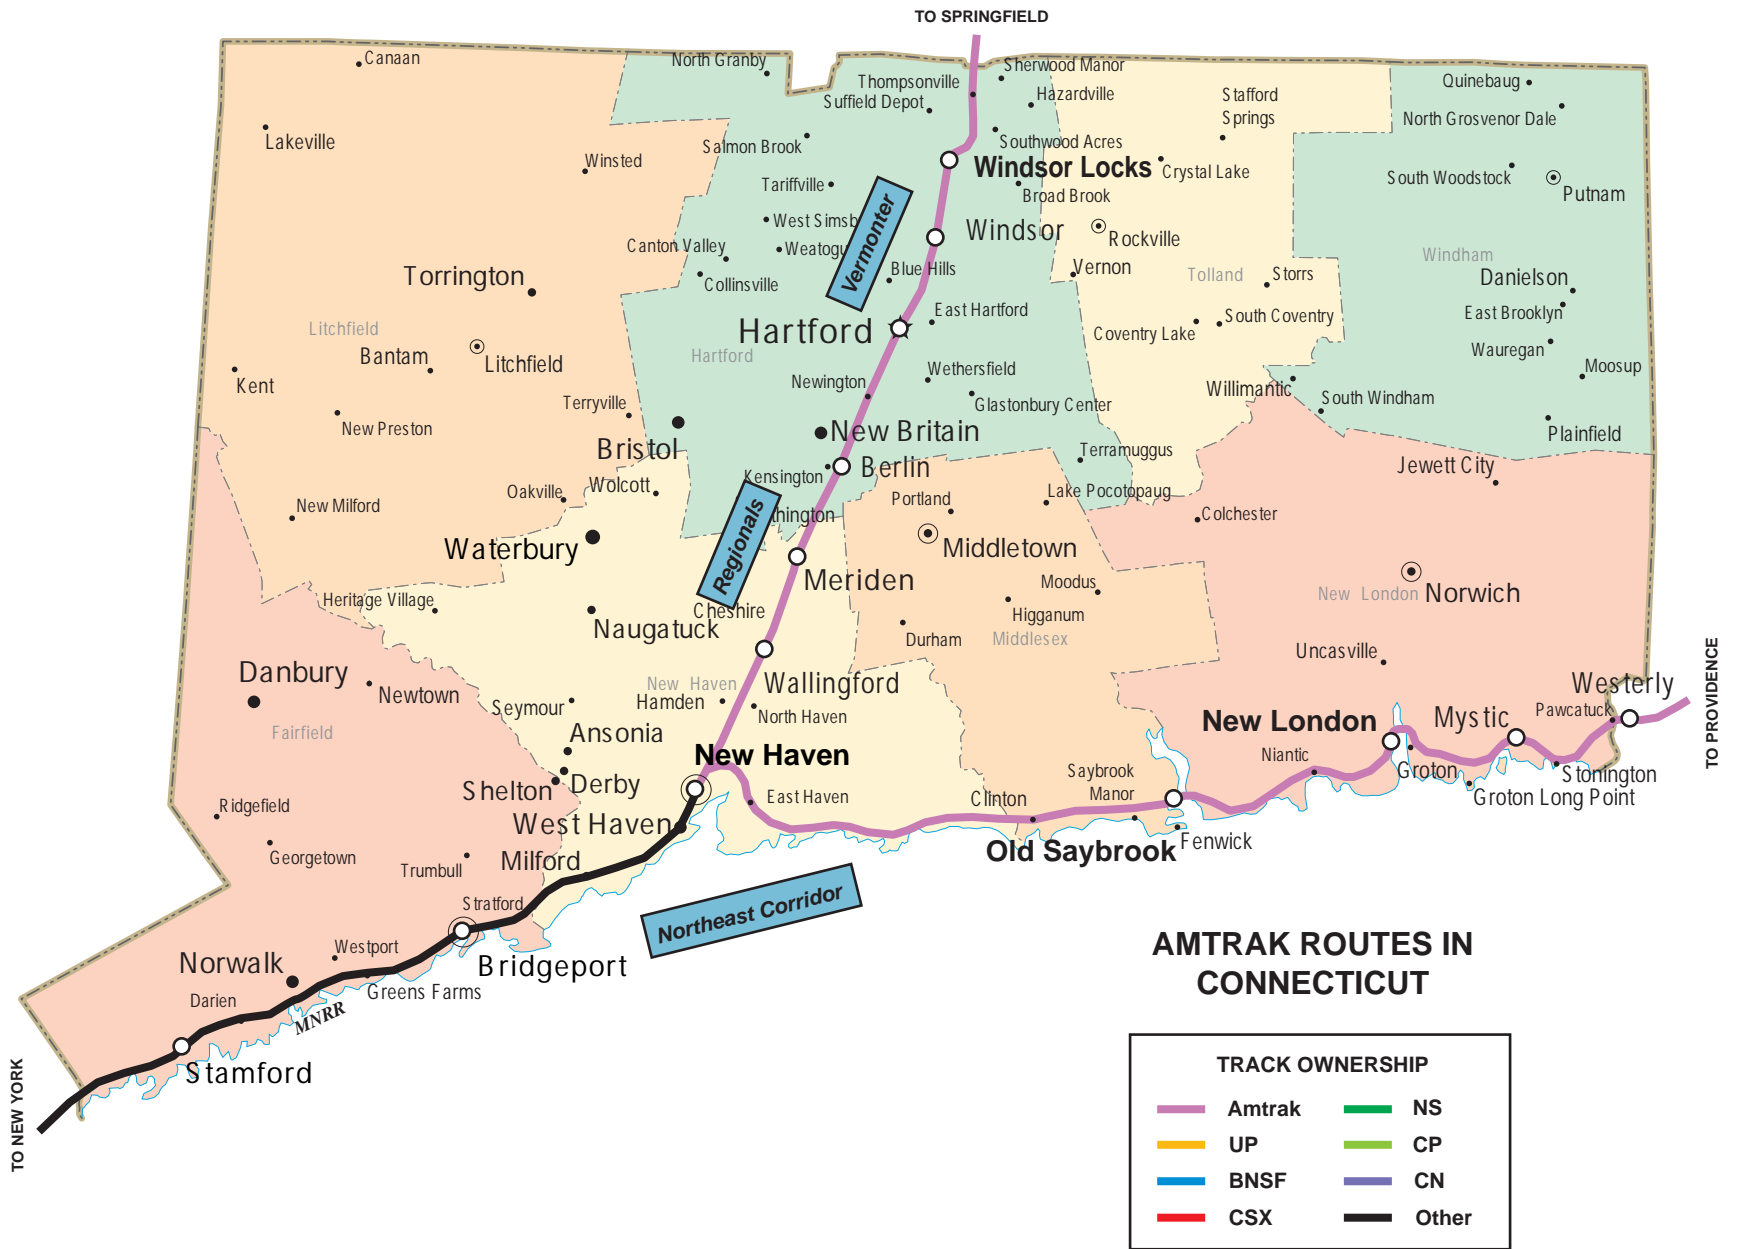 TO SPRINGFIELD
Canaan
North Granby
Sherwood Manor
Thompsonville
Suffield Depot
Hazardville
Stafford
Springs
Quinebaug
North Grosvenor Dale
Lakeville
Winsted
Salmon Brook
Southwood Acres
Windsor Locks
Crystal Lake
South Woodstock
Putnam
Tariffville
Broad Brook
West Simsb
Weatogu
Vermonter
Windsor
Rockville
Canton Valley
Collinsville
Blue Hills
Vernon
Tolland
Storrs
Windham
Danielson
Torrington
Litchfield
Bantam
Litchfield
Hartford
Hartford
East Hartford
Coventry Lake
South Coventry
East Brooklyn
Wauregan
Moosup
Kent
New Preston
Terryville
Newington
Wethersfield
Glastonbury Center
Willimantic
South Windham
Plainfield
Bristol
New Britain
Berlin
Kensington
Terramuggus
Jewett City
New Milford
Oakville
Wolcott
Regionals
hington
Portland
Lake Pocotopaug
Colchester
Waterbury
Middletown
Meriden
Moodus
Higganum
Middlesex
New London
Norwich
Heritage Village
Naugatuck
Cheshire
Durham
Uncasville
Danbury
Newtown
Fairfield
Seymour
New Haven
Hamden
Wallingford
North Haven
Ansonia
New Haven
Westerly
Pawcatuck
Mystic
New London
TO PROVIDENCE
Shelton
Derby
East Haven
Clinton
Saybrook
Manor
Niantic
Groton
Stonington
Groton Long Point
Ridgefield
Georgetown
West Haven
Milford
Old Saybrook
Fenwick
Trumbull
Stratford
Northeast Corridor
Westport
Norwalk
Darien
Greens Farms
Bridgeport
MNRR
Stamford
TO NEW YORK
AMTRAK ROUTES IN
CONNECTICUT
TRACK OWNERSHIP
Amtrak
NS
UP
CP
BNSF
CN
CSX
Other